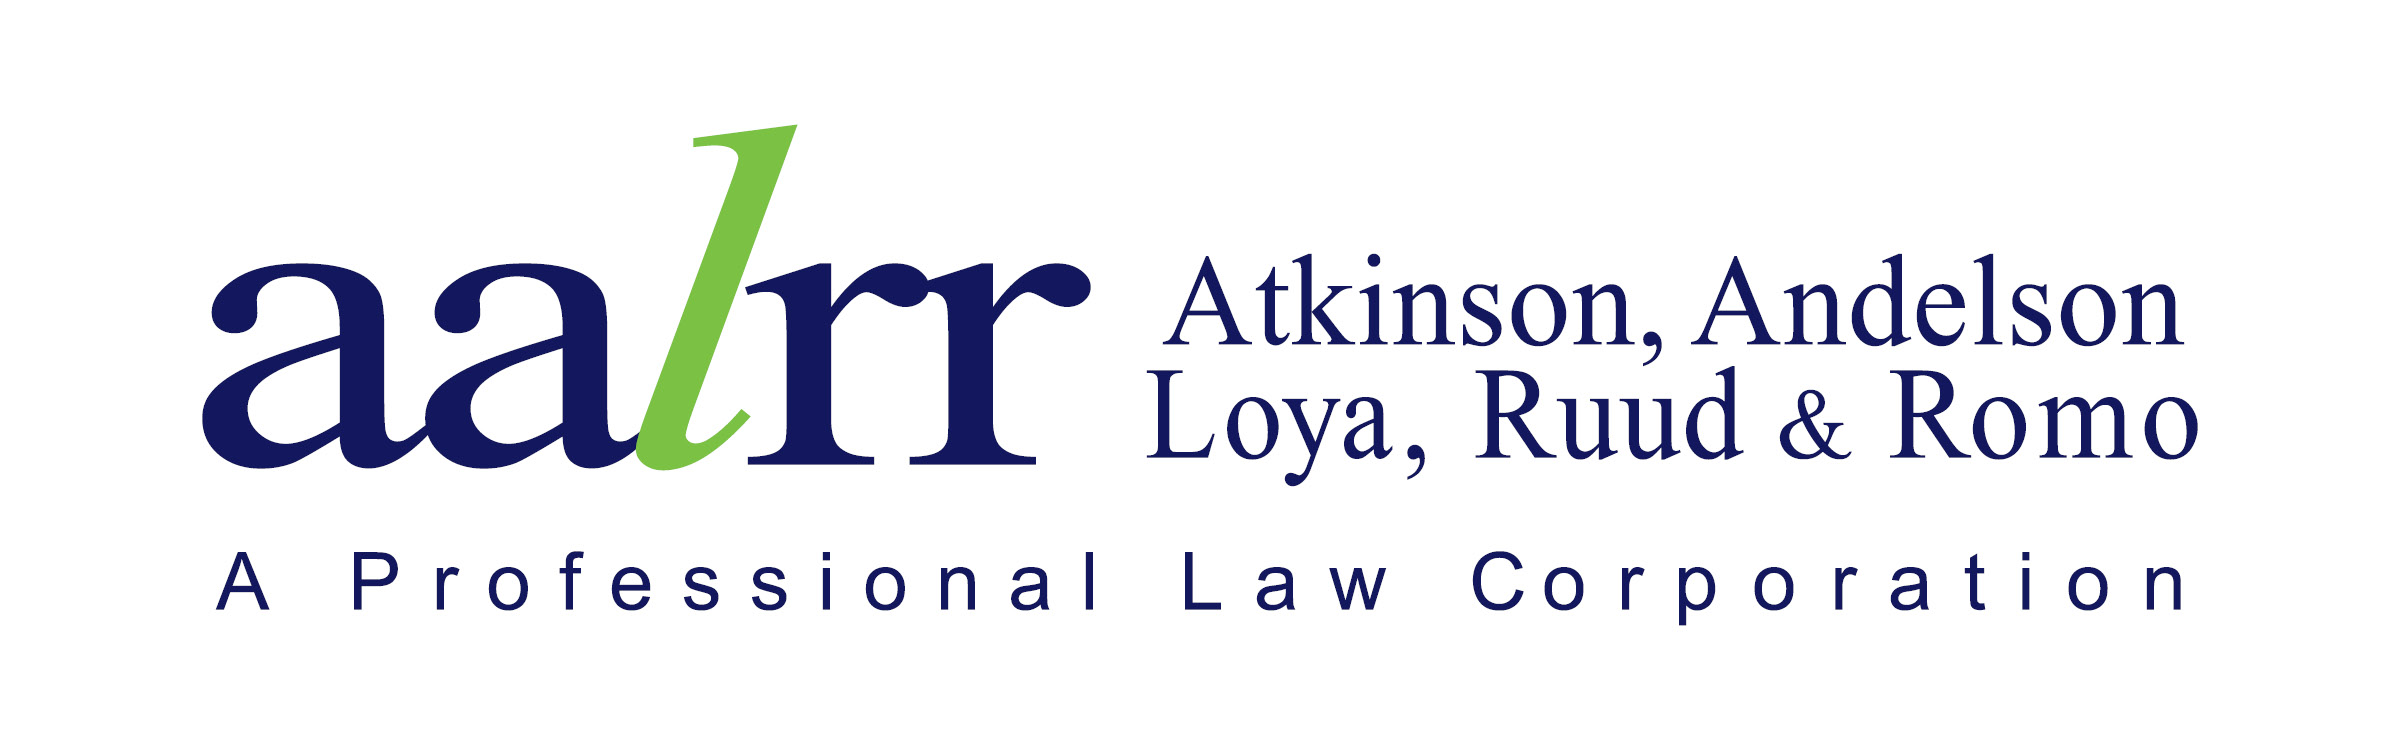 aalrr
Atkinson, Andelson
Loya, Ruud & Romo
A Professional Law Corporation